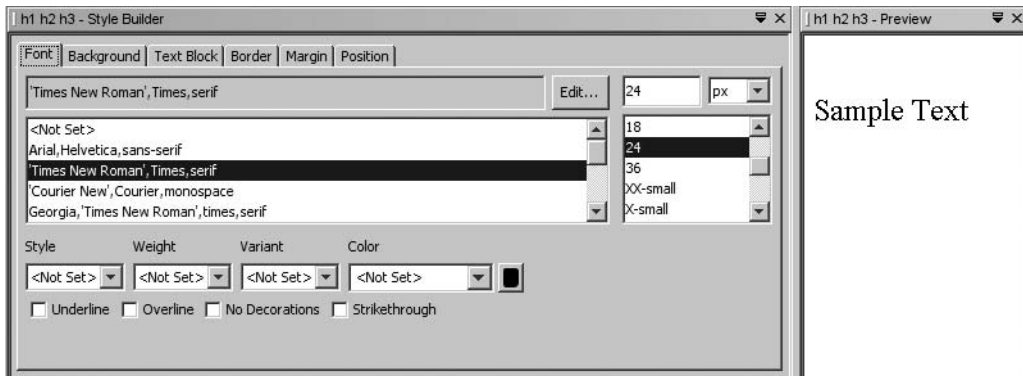 h1 h2 h3 - Style Builder
h1 h2 h3 - Preview
Font Background Text Block Border Margin Position
'Times New Roman',Times,serif Edit... 24 px
<Not Set>
Arial,Helvetica,sans-serif
'Times New Roman',Times,serif
'Courier New',Courier,monospace
Georgia,'Times New Roman',times,serif
18
24
36
XX-small
X-small
Style Weight Variant Color
<Not Set> <Not Set> <Not Set> <Not Set>
Underline Overline No Decorations Strikethrough
Sample Text